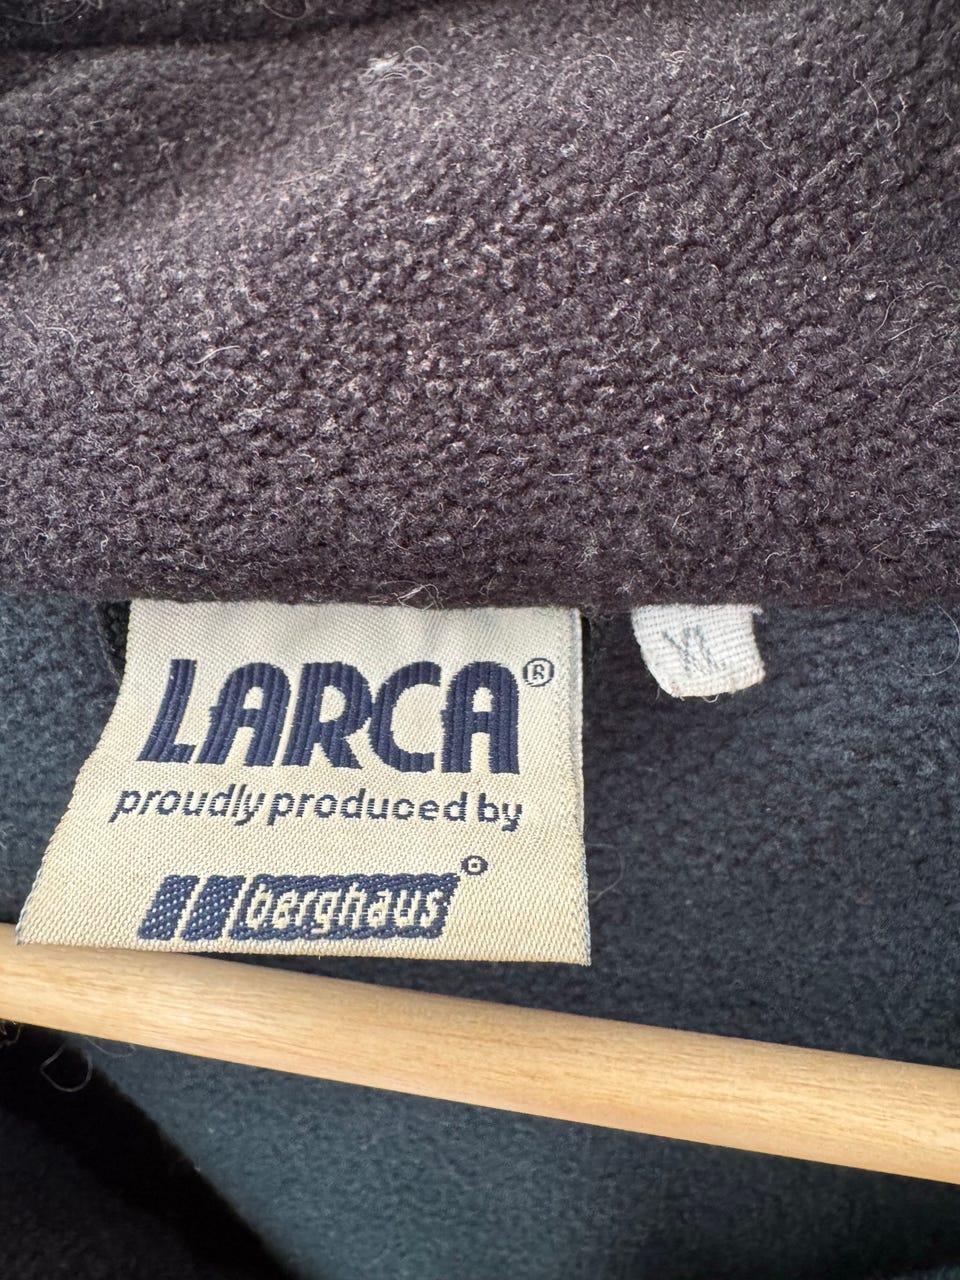 LARCA®
proudly produced by
berghaus®
XL